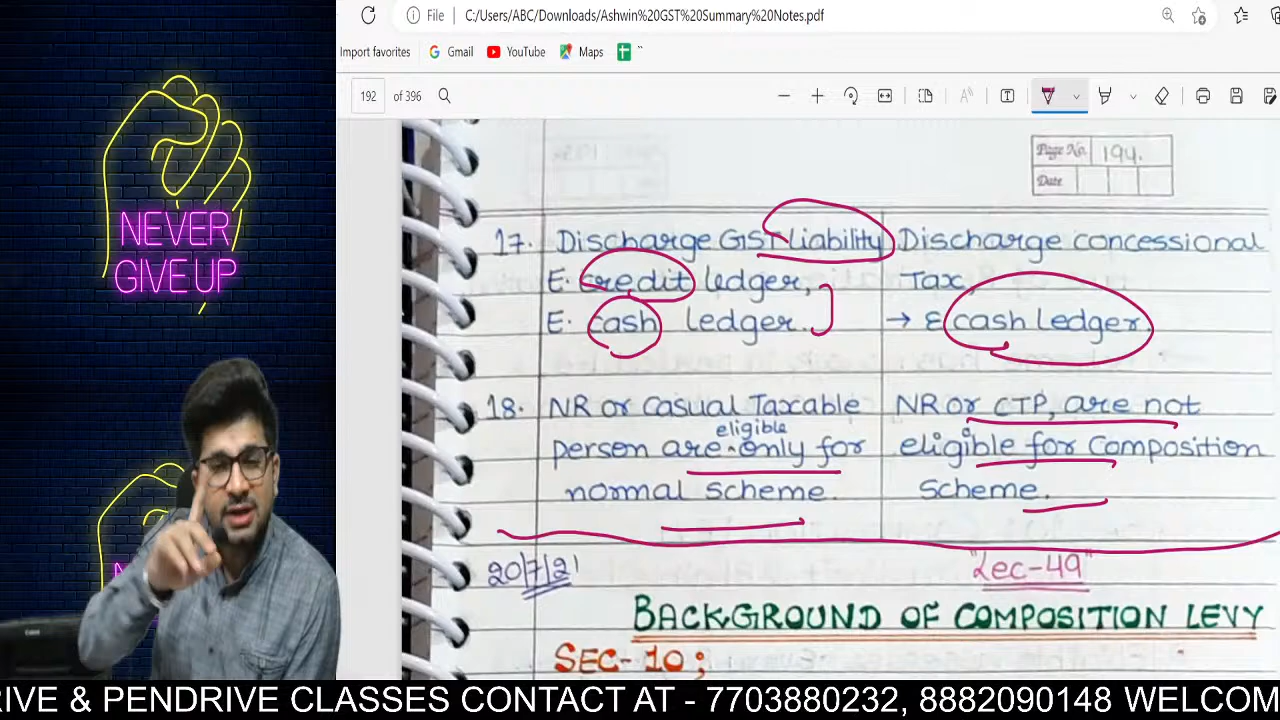 File | C:/Users/ABC/Downloads/Ashwin%20GST%20Summary%20Notes.pdf
Import favorites Gmail YouTube Maps
192 of 396
Page No. 194.
Date
NEVER
GIVE UP
17. Discharge GST liability
E. credit ledger,
E. cash ledger.
Discharge concessional
Tax,
→ E cash Ledger.
18. NR or Casual Taxable
eligible
person are only for
normal scheme.
NR or CTP, are not
eligible for Composition
Scheme.
20/7/21
"Lec-49"
BACKGROUND OF COMPOSITION LEVY
SEC-10;
RIVE & PENDRIVE CLASSES CONTACT AT - 7703880232, 8882090148 WELCOM